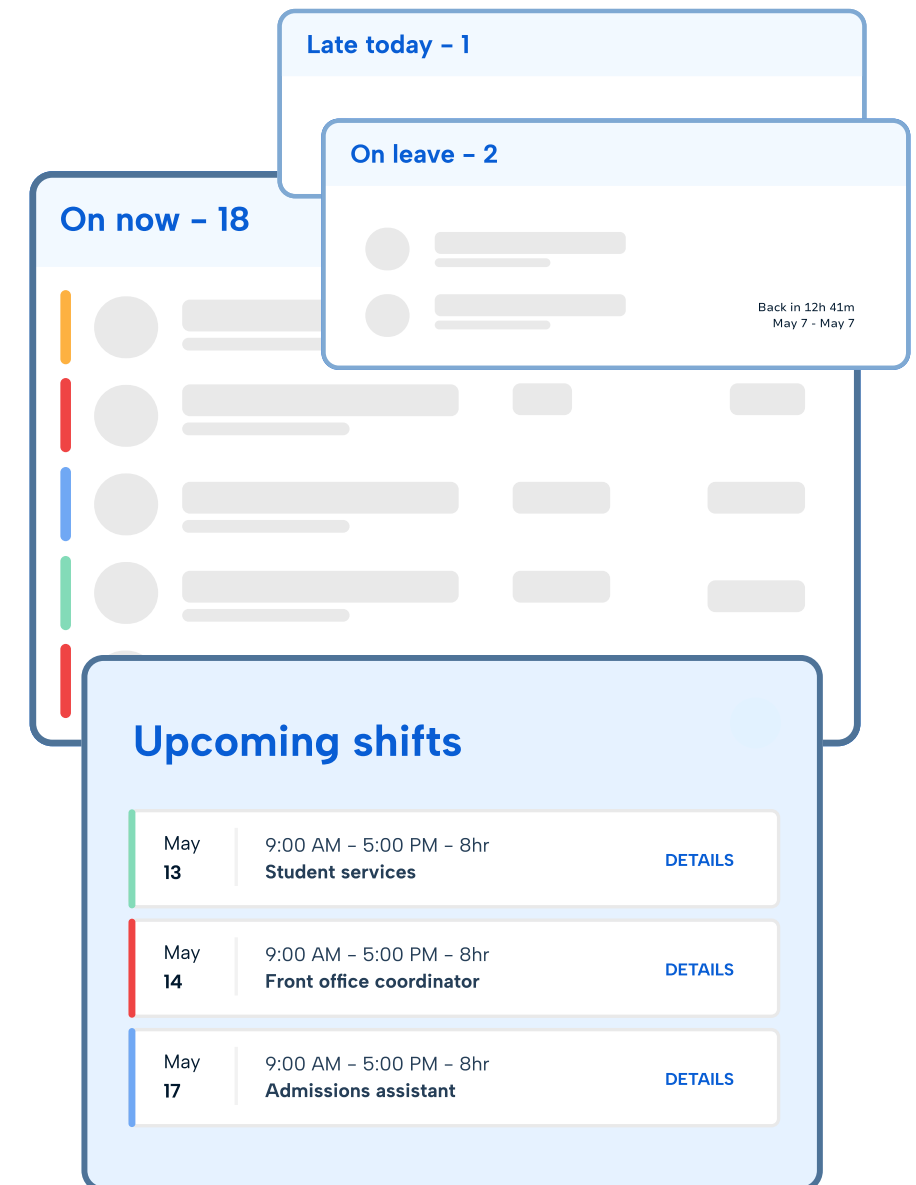 Late today – 1
On leave – 2
On now – 18
Back in 12h 41m
May 7 - May 7
Upcoming shifts
May
13
9:00 AM – 5:00 PM – 8hr
Student services
DETAILS
May
14
9:00 AM – 5:00 PM – 8hr
Front office coordinator
DETAILS
May
17
9:00 AM – 5:00 PM – 8hr
Admissions assistant
DETAILS